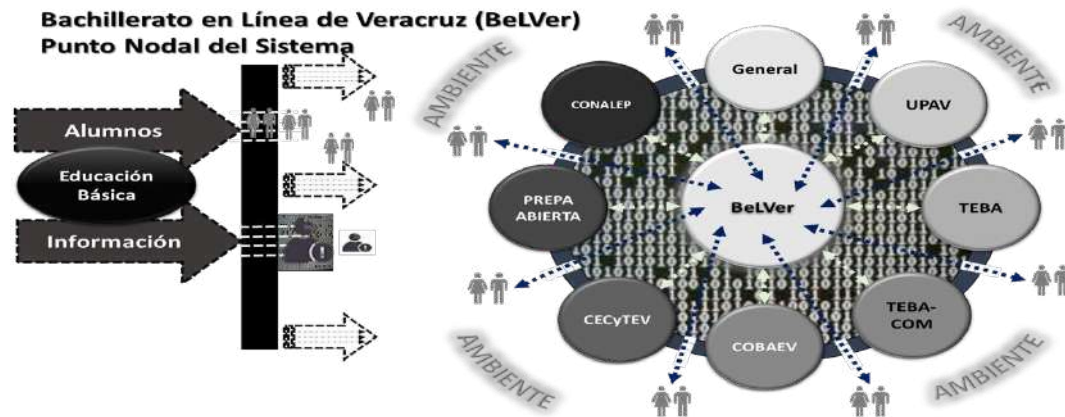 Bachillerato en Línea de Veracruz (BeLVer)
Punto Nodal del Sistema
Alumnos
Educación
Básica
Información
AMBIENTE
AMBIENTE
General
CONALEP
UPAV
PREPA
ABIERTA
BeLVer
TEBA
CECyTEV
TEBA-
COM
COBAEV
AMBIENTE
AMBIENTE